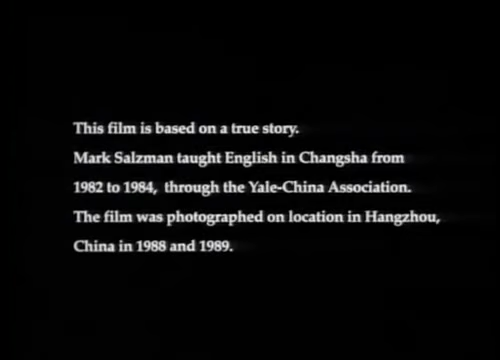 This film is based on a true story.
Mark Salzman taught English in Changsha from
1982 to 1984, through the Yale-China Association.
The film was photographed on location in Hangzhou,
China in 1988 and 1989.